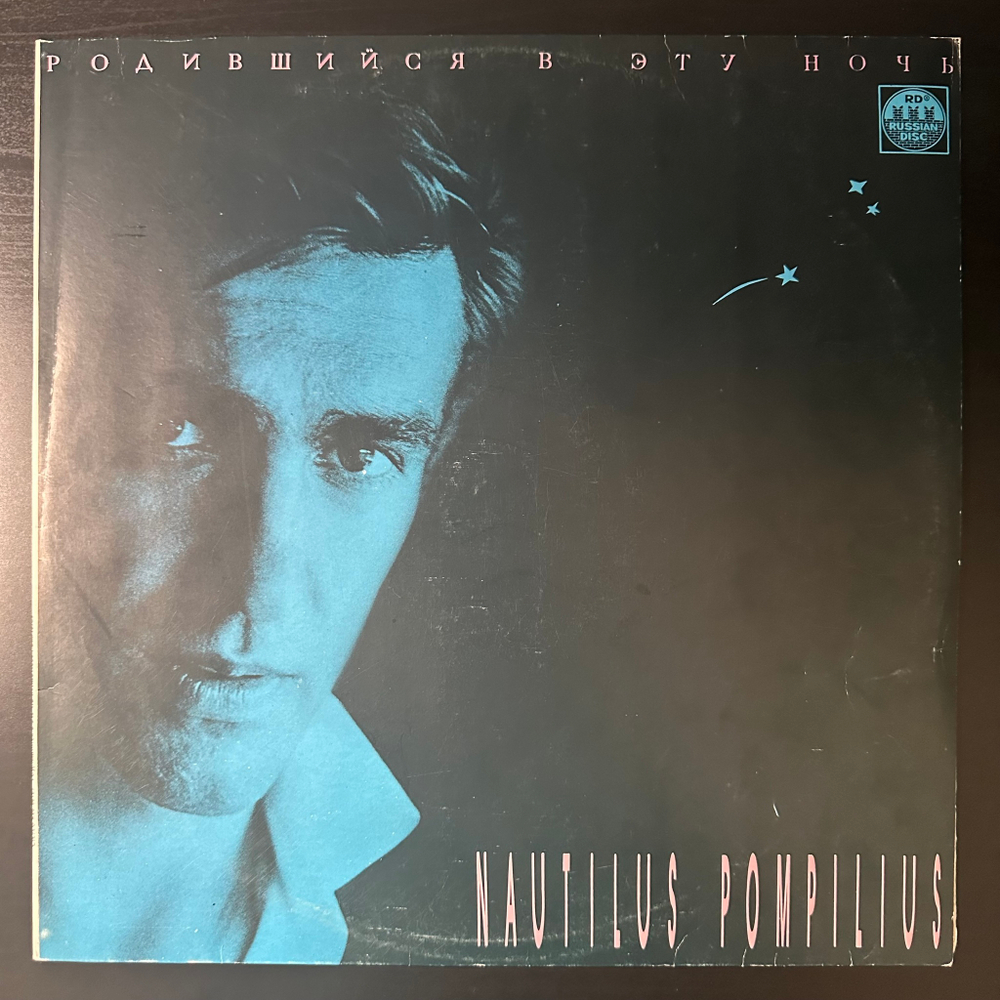 РОДИВШИЙСЯ В ЭТУ НОЧЬ
RD®
RUSSIAN
DISC
NAUTILUS POMPILIUS